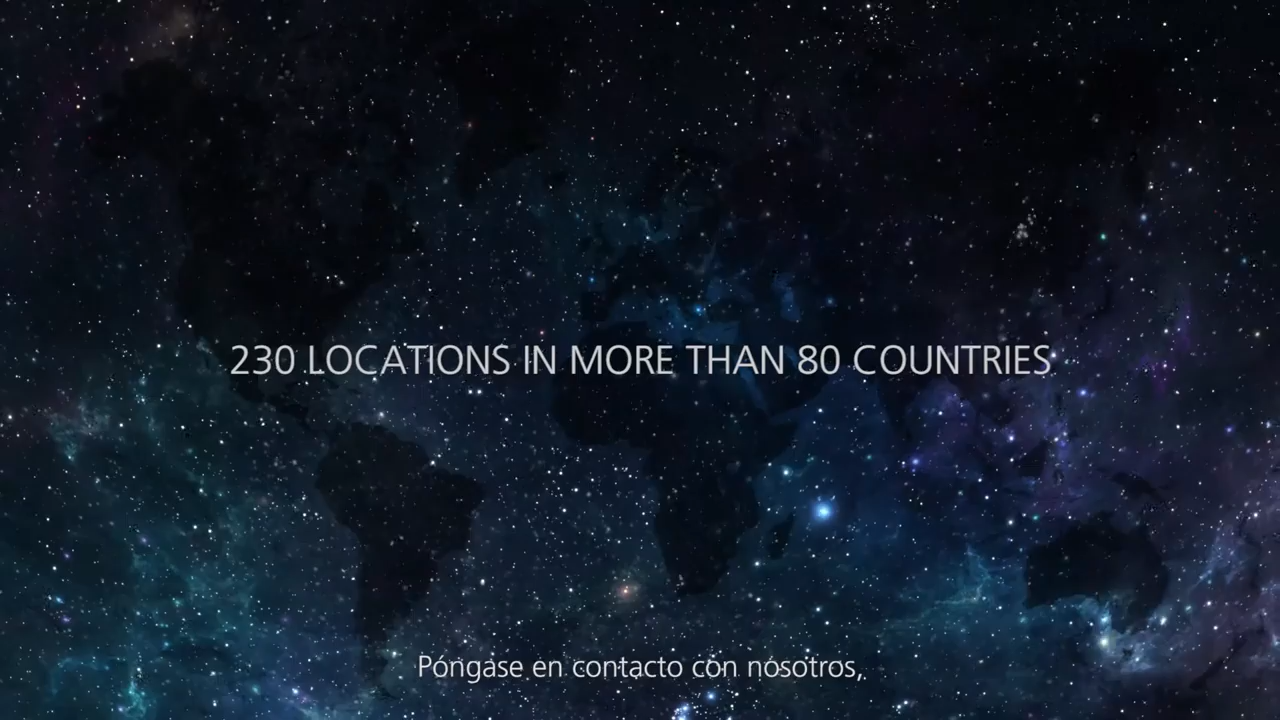 230 LOCATIONS IN MORE THAN 80 COUNTRIES
Póngase en contacto con nosotros,